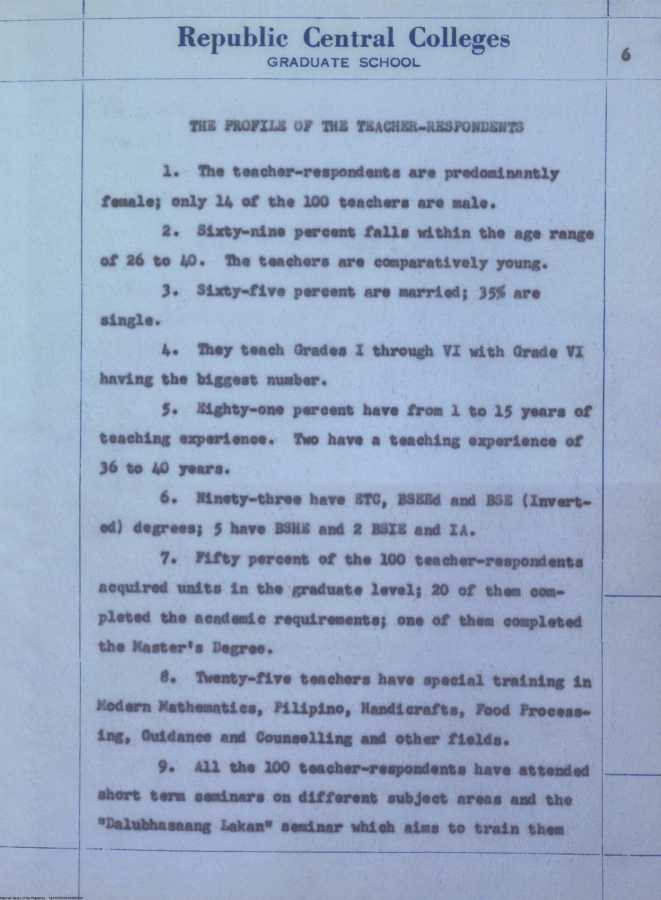 Republic Central Colleges
GRADUATE SCHOOL
6
THE PROFILE OF THE TEACHER-RESPONDENTS
1. The teacher-respondents are predominantly
female; only 14 of the 100 teachers are male.
2. Sixty-nine percent falls within the age range
of 26 to 40. The teachers are comparatively young.
3. Sixty-five percent are married; 35% are
single.
4. They teach Grades I through VI with Grade VI
having the biggest number.
5. Eighty-one percent have from 1 to 15 years of
teaching experience. Two have a teaching experience of
36 to 40 years.
6. Ninety-three have ETC, BSEEd and BSE (Invert-
ed) degrees; 5 have BSHE and 2 BSIE and IA.
7. Fifty percent of the 100 teacher-respondents
acquired units in the graduate level; 20 of them com-
pleted the academic requirements; one of them completed
the Master's Degree.
8. Twenty-five teachers have special training in
Modern Mathematics, Pilipino, Handicrafts, Food Process-
ing, Guidance and Counselling and other fields.
9. All the 100 teacher-respondents have attended
short term seminars on different subject areas and the
"Dalubhasaang Lakan" seminar which aims to train them